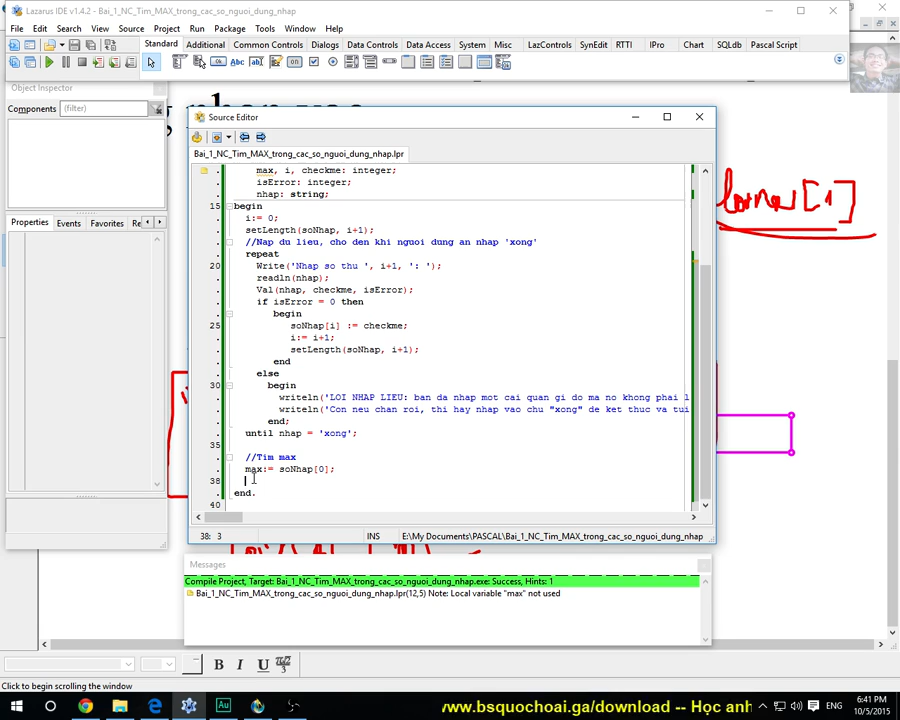 Lazarus IDE v1.4.2 - Bai_1_NC_Tim_MAX_trong_cac_so_nguoi_nhap
File Edit Search View Source Project Run Package Tools Window Help
Standard Additional Common Controls Dialogs Data Controls Data Access System Misc LazControls SynEdit RTTI IPro Chart SQLdb Pascal Script
Object Inspector
Components (filter)
Properties Events Favorites Re
Source Editor
Bai_1_NC_Tim_MAX_trong_cac_so_nguoi_dung_nhap.lpr
max, i, checkme: integer;
isError: integer;
nhap: string;
15 begin
i:= 0;
setLength(soNhap, i+1);
//Nap du lieu, cho den khi nguoi dung an nhap 'xong'
repeat
20 Write('Nhap so thu ', i+1, ': ');
readln(nhap);
Val(nhap, checkme, isError);
if isError = 0 then
begin
25 soNhap[i] := checkme;
i:= i+1;
setLength(soNhap, i+1);
end
else
30 begin
writeln('LOI NHAP LIEU: ban da nhap mot cai quan gi do ma no khong phai l
writeln('Con neu chan roi, thi hay nhap vao chu "xong" de ket thuc va tui
end;
until nhap = 'xong';
35
//Tim max
max:= soNhap[0];
38
end.
40
38: 3 INS E:\My Documents\PASCAL\Bai_1_NC_Tim_MAX_trong_cac_so_nguoi_dung_nhap.lpr
Messages
Compile Project, Target: Bai_1_NC_Tim_MAX_trong_cac_so_nguoi_dung_nhap.exe: Success, Hints: 1
Bai_1_NC_Tim_MAX_trong_cac_so_nguoi_dung_nhap.lpr(12,5) Note: Local variable "max" not used
B I U
Click to begin scrolling the window
www.bsquochoai.ga/download -- Học anh
ENG
6:41 PM
10/5/2015